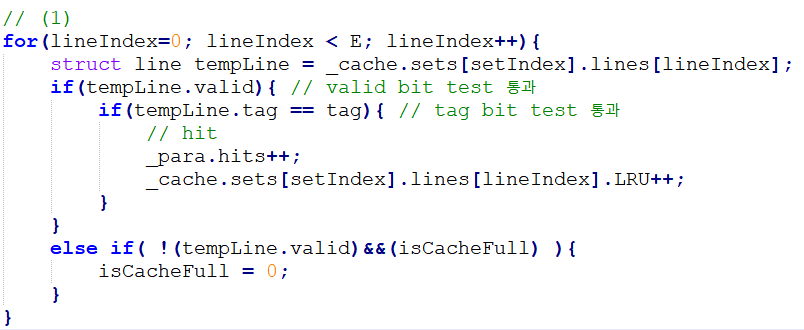 // (1)
for(lineIndex=0; lineIndex < E; lineIndex++){
    struct line tempLine = _cache.sets[setIndex].lines[lineIndex];
    if(tempLine.valid){ // valid bit test 통과
        if(tempLine.tag == tag){ // tag bit test 통과
            // hit
            _para.hits++;
            _cache.sets[setIndex].lines[lineIndex].LRU++;
        }
    }
    else if( !(tempLine.valid)&&(isCacheFull) ){
        isCacheFull = 0;
    }
}